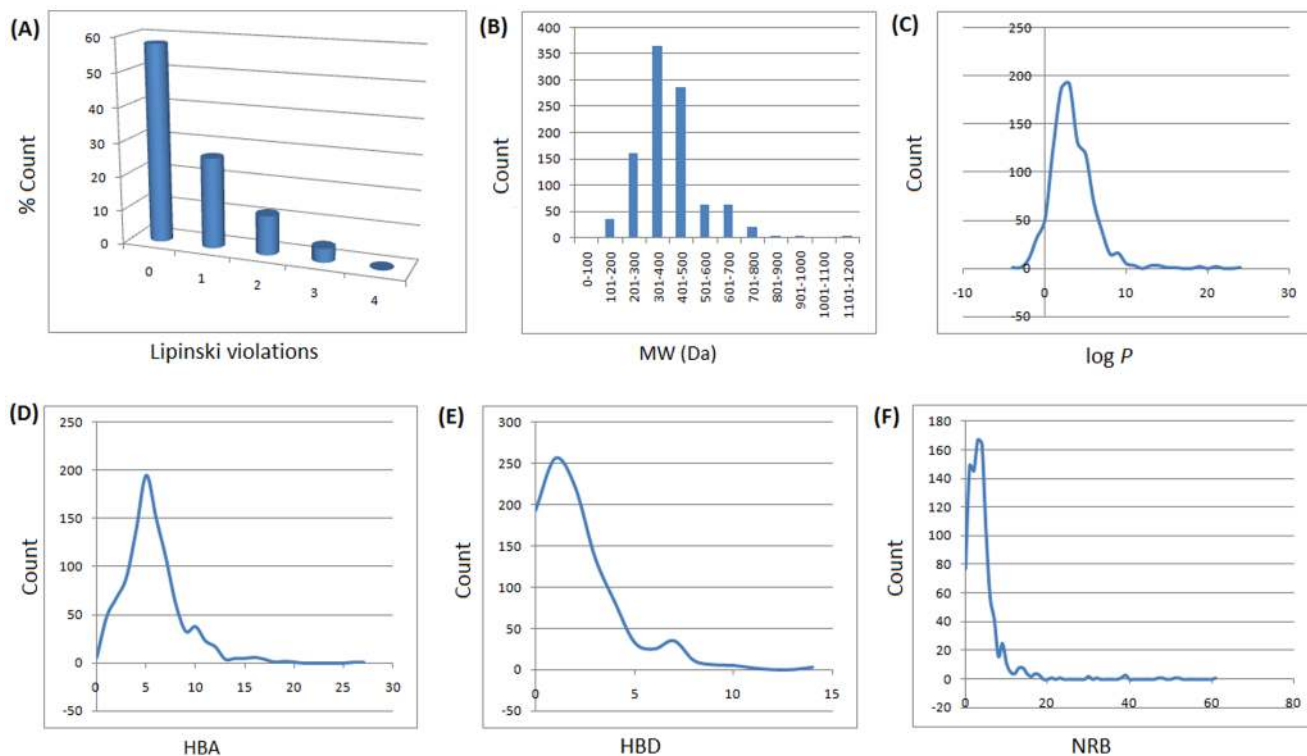 (A)
% Count
60
50
40
30
20
10
0
0 1 2 3 4
Lipinski violations
(B)
Count
400
350
300
250
200
150
100
50
0
0-100
101-200
201-300
301-400
401-500
501-600
601-700
701-800
801-900
901-1000
1001-1100
1101-1200
MW (Da)
(C)
Count
250
200
150
100
50
0
-50
-10 0 10 20 30
log P
(D)
Count
250
200
150
100
50
0
-50
0 5 10 15 20 25 30
HBA
(E)
Count
300
250
200
150
100
50
0
-50
0 5 10 15
HBD
(F)
Count
180
160
140
120
100
80
60
40
20
0
-20
0 20 40 60 80
NRB